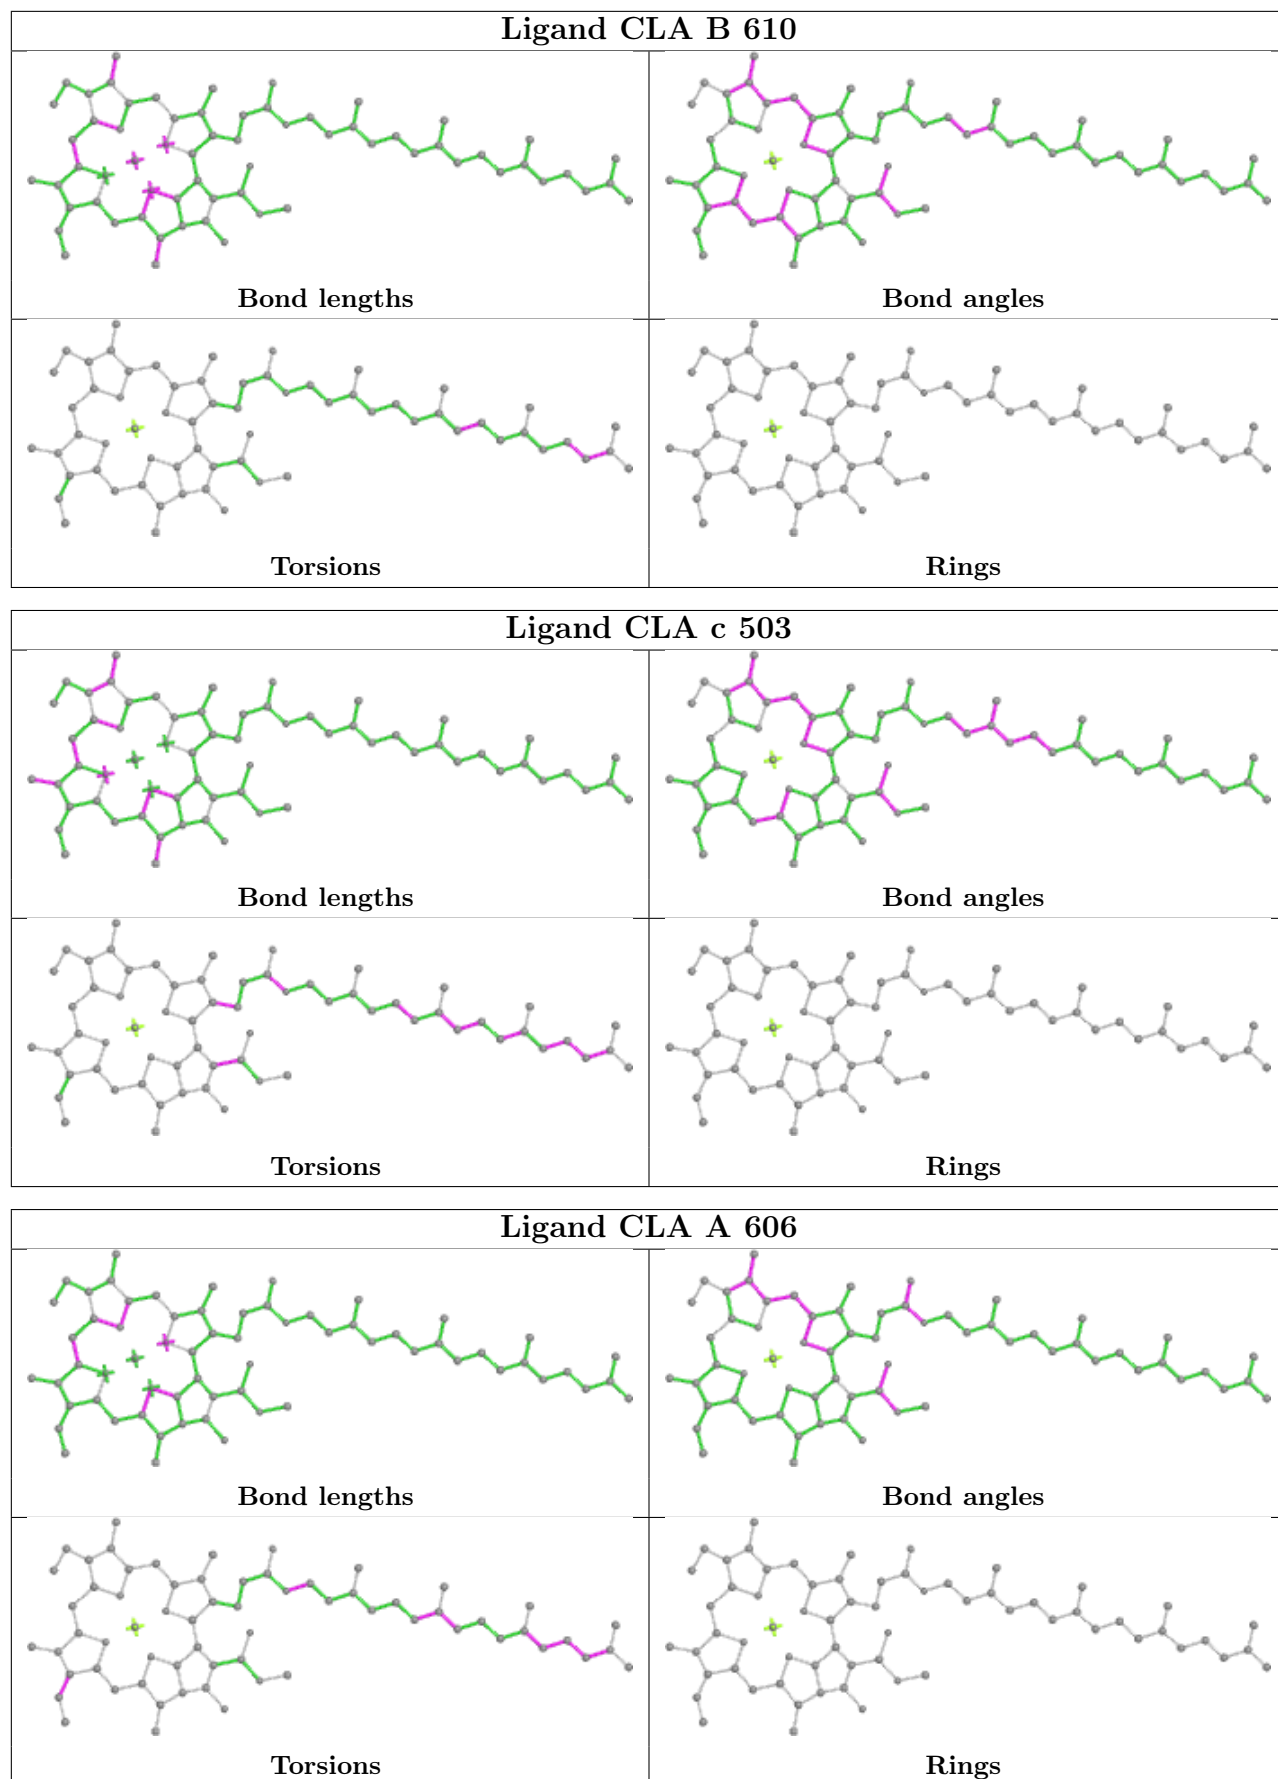 Ligand CLA B 610
Bond lengths
Bond angles
Torsions
Rings
Ligand CLA c 503
Bond lengths
Bond angles
Torsions
Rings
Ligand CLA A 606
Bond lengths
Bond angles
Torsions
Rings